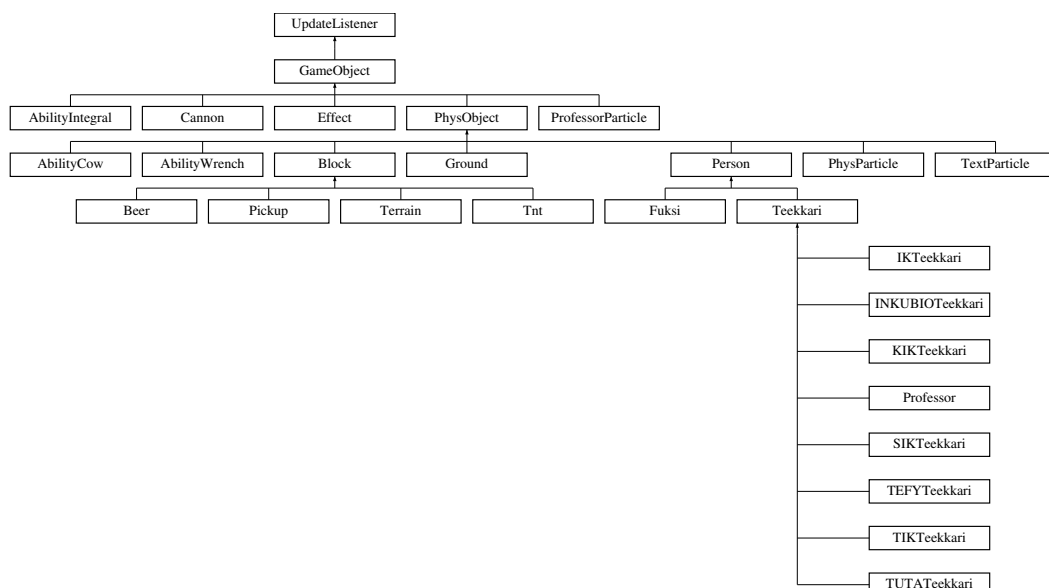 UpdateListener
GameObject
AbilityIntegral Cannon Effect PhysObject ProfessorParticle
AbilityCow AbilityWrench Block Ground Person PhysParticle TextParticle
Beer Pickup Terrain Tnt Fuksi Teekkari
IKTeekkari
INKUBIOTeekkari
KIKTeekkari
Professor
SIKTeekkari
TEFYTeekkari
TIKTeekkari
TUTATeekkari